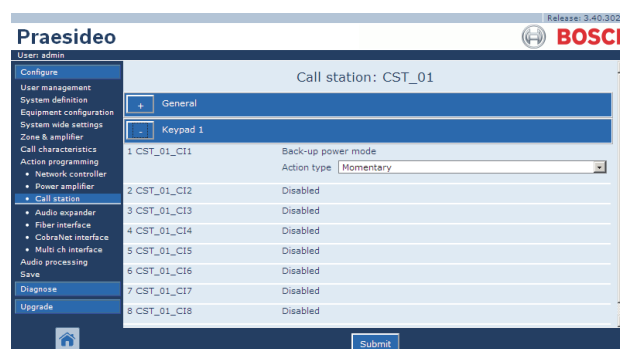 Release: 3.40.302
Praesideo
BOSCH
User: admin
Configure
User management
System definition
Equipment configuration
System wide settings
Zone & amplifier
Call characteristics
Action programming
• Network controller
• Power amplifier
• Call station
• Audio expander
• Fiber interface
• CobraNet interface
• Multi ch interface
Audio processing
Save
Diagnose
Upgrade
Call station: CST_01
+ General
- Keypad 1
1 CST_01_CI1 Back-up power mode
Action type Momentary
2 CST_01_CI2 Disabled
3 CST_01_CI3 Disabled
4 CST_01_CI4 Disabled
5 CST_01_CI5 Disabled
6 CST_01_CI6 Disabled
7 CST_01_CI7 Disabled
8 CST_01_CI8 Disabled
Submit